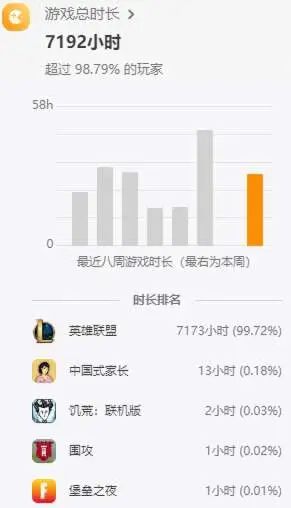 游戏总时长
7192小时
超过 98.79% 的玩家
58h
0
最近八周游戏时长（最右为本周）
时长排名
英雄联盟 7173小时 (99.72%)
中国式家长 13小时 (0.18%)
饥荒：联机版 2小时 (0.03%)
围攻 1小时 (0.02%)
堡垒之夜 1小时 (0.01%)